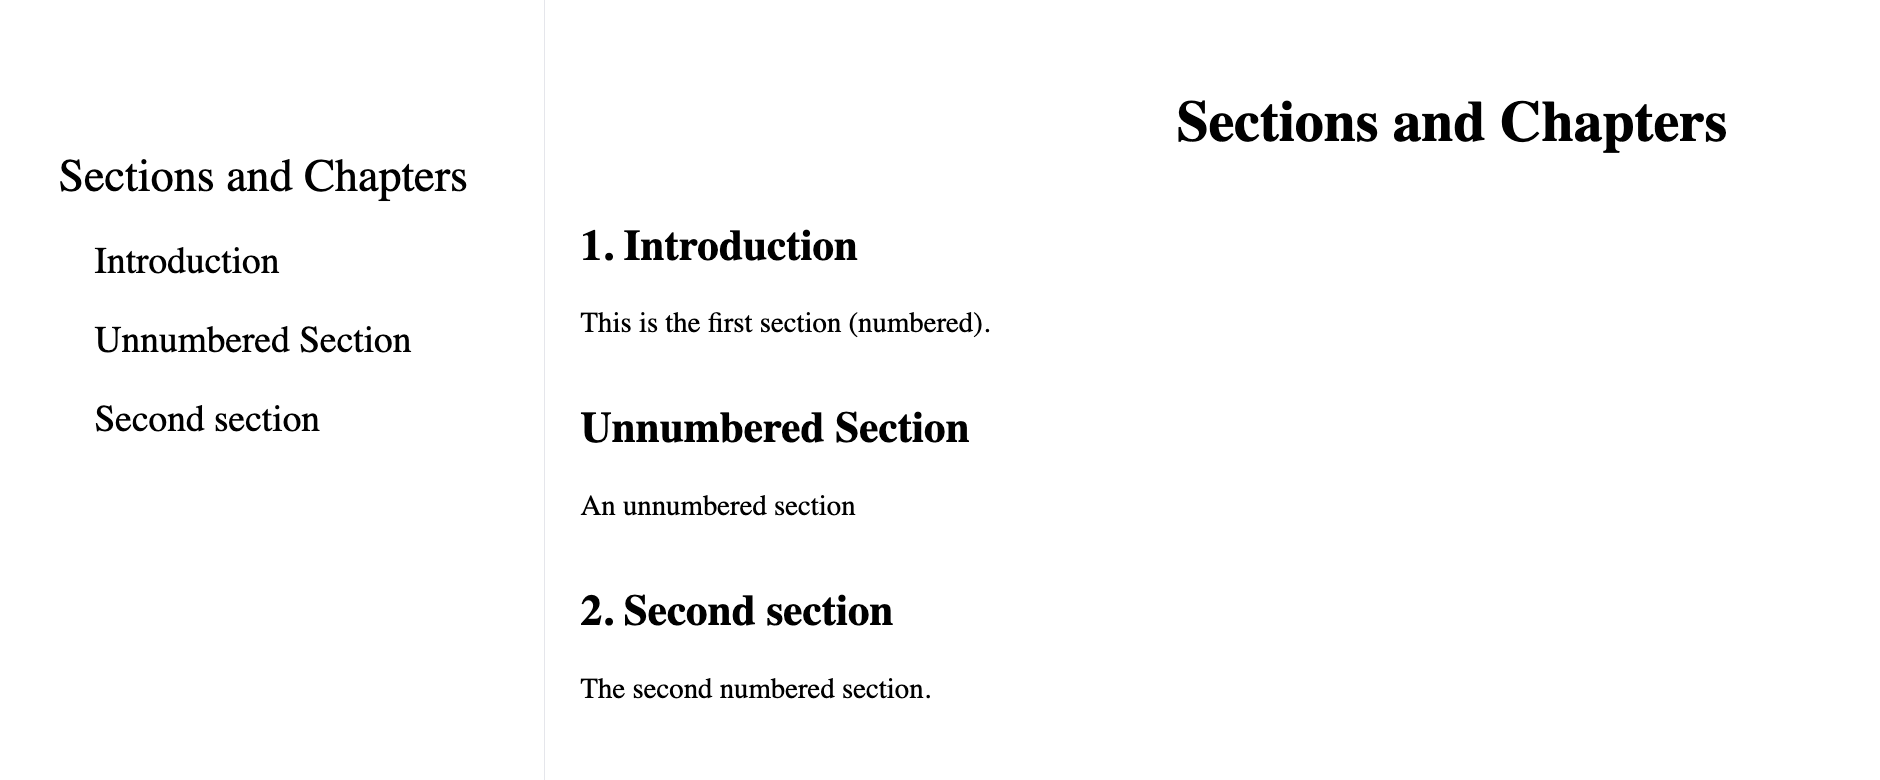 Sections and Chapters
Introduction
Unnumbered Section
Second section
Sections and Chapters
1. Introduction
This is the first section (numbered).
Unnumbered Section
An unnumbered section
2. Second section
The second numbered section.